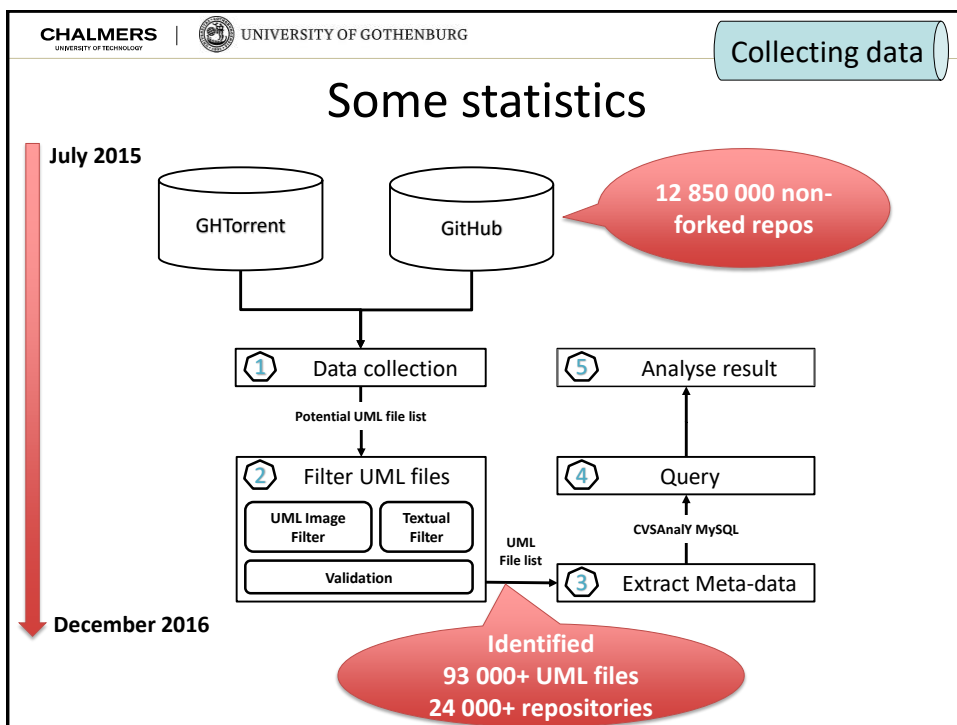 CHALMERS
UNIVERSITY OF TECHNOLOGY
UNIVERSITY OF GOTHENBURG
Collecting data
Some statistics
July 2015
GHTorrent
GitHub
12 850 000 non-
forked repos
1 Data collection
5 Analyse result
Potential UML file list
2 Filter UML files
4 Query
UML Image
Filter
Textual
Filter
Validation
UML
File list
CVSAnalY MySQL
3 Extract Meta-data
December 2016
Identified
93 000+ UML files
24 000+ repositories